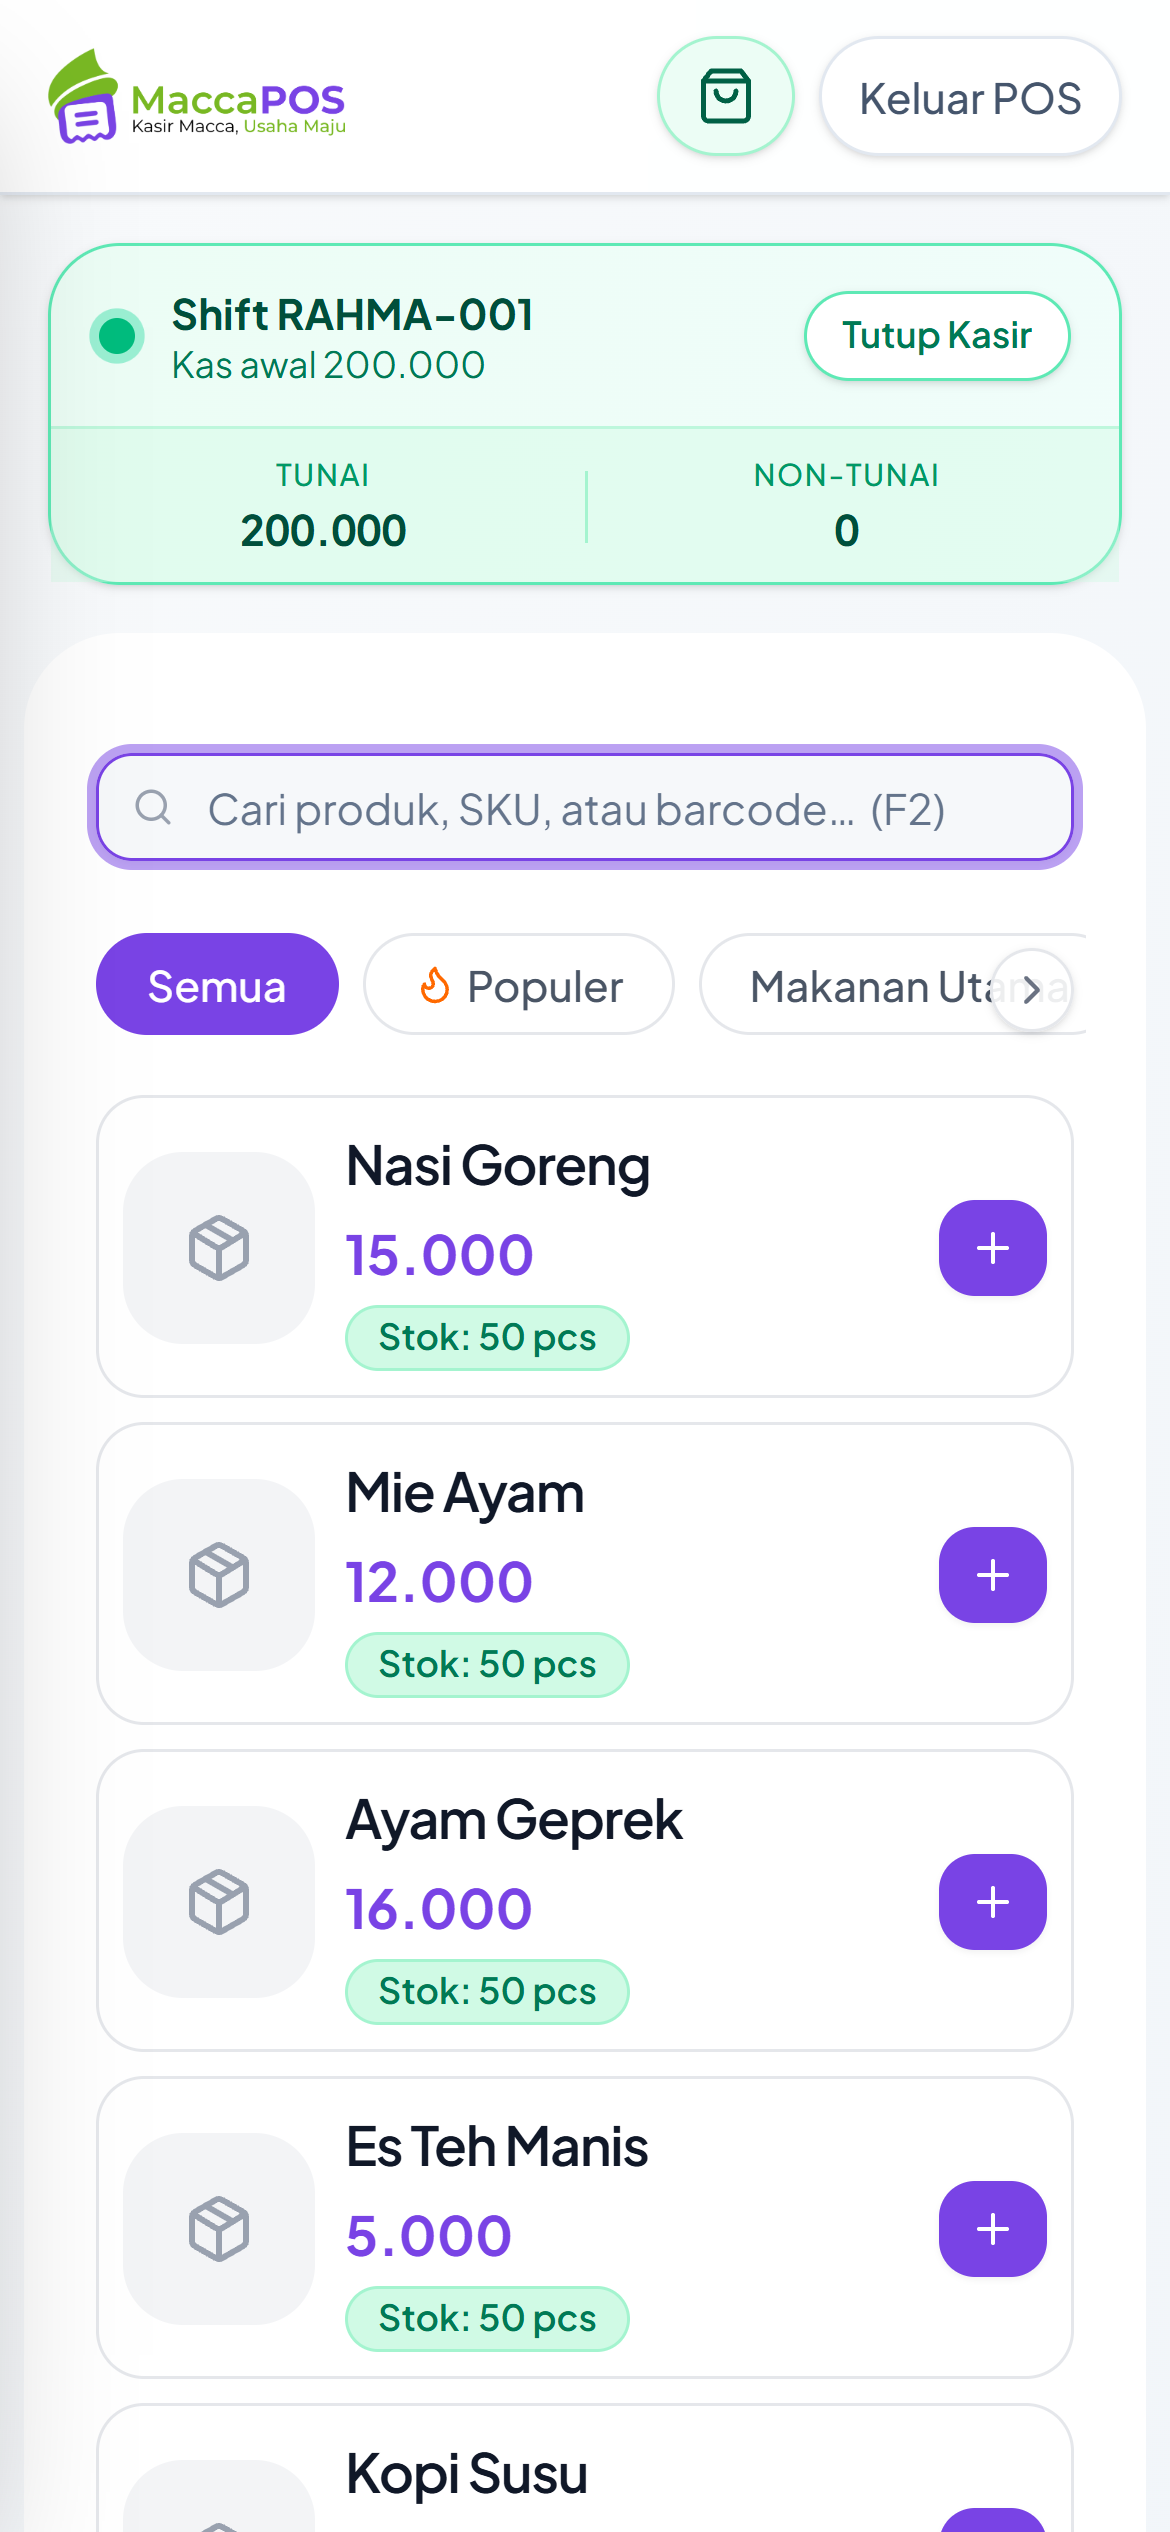 MaccaPOS
Kasir Macca, Usaha Maju
Keluar POS
Shift RAHMA-001
Kas awal 200.000
Tutup Kasir
TUNAI
200.000
NON-TUNAI
0
Cari produk, SKU, atau barcode... (F2)
Semua
Populer
Makanan Utama
Nasi Goreng
15.000
Stok: 50 pcs
Mie Ayam
12.000
Stok: 50 pcs
Ayam Geprek
16.000
Stok: 50 pcs
Es Teh Manis
5.000
Stok: 50 pcs
Kopi Susu